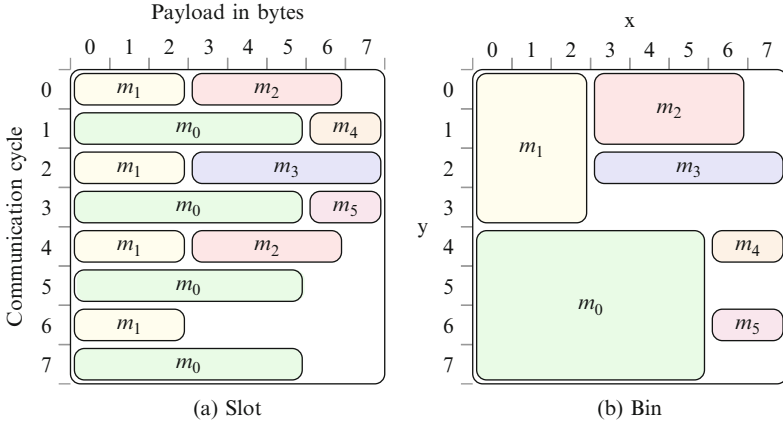 Payload in bytes
0 1 2 3 4 5 6 7
Communication cycle
0 m1 m2
1 m0 m4
2 m1 m3
3 m0 m5
4 m1 m2
5 m0
6 m1
7 m0
(a) Slot
x
0 1 2 3 4 5 6 7
y
0
1
2
3
4
5
6
7
m1
m2
m3
m0
m4
m5
(b) Bin